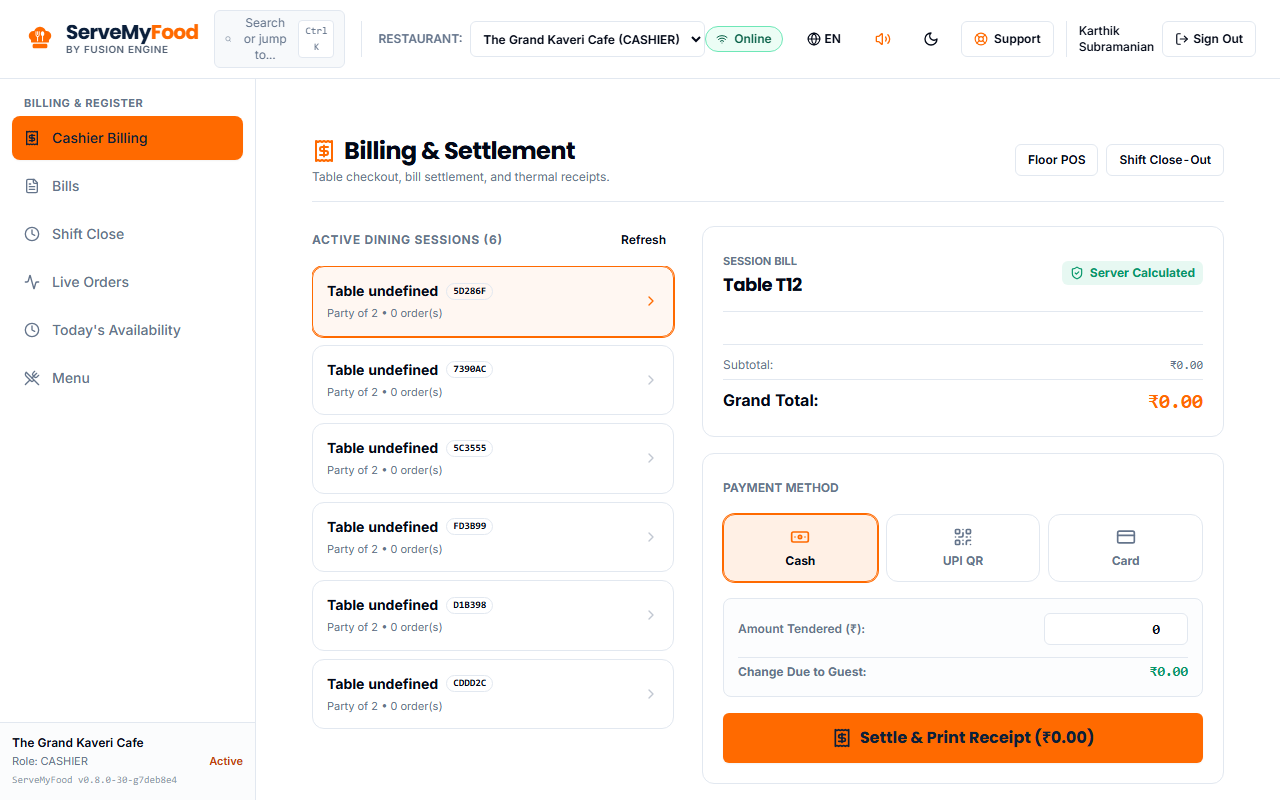 ServeMyFood
BY FUSION ENGINE
Search or jump to...
Ctrl K
RESTAURANT:
The Grand Kaveri Cafe (CASHIER)
Online
EN
Support
Karthik Subramanian
Sign Out
BILLING & REGISTER
Cashier Billing
Bills
Shift Close
Live Orders
Today's Availability
Menu
The Grand Kaveri Cafe
Role: CASHIER
Active
ServeMyFood v0.8.0-30-g7deb8e4
Billing & Settlement
Table checkout, bill settlement, and thermal receipts.
Floor POS
Shift Close-Out
ACTIVE DINING SESSIONS (6)
Refresh
Table undefined 5D286F
Party of 2 • 0 order(s)
Table undefined 7390AC
Party of 2 • 0 order(s)
Table undefined 5C3555
Party of 2 • 0 order(s)
Table undefined FD3B99
Party of 2 • 0 order(s)
Table undefined D1B398
Party of 2 • 0 order(s)
Table undefined CDDD2C
Party of 2 • 0 order(s)
SESSION BILL
Table T12
Server Calculated
Subtotal: ₹0.00
Grand Total: ₹0.00
PAYMENT METHOD
Cash
UPI QR
Card
Amount Tendered (₹): 0
Change Due to Guest: ₹0.00
Settle & Print Receipt (₹0.00)